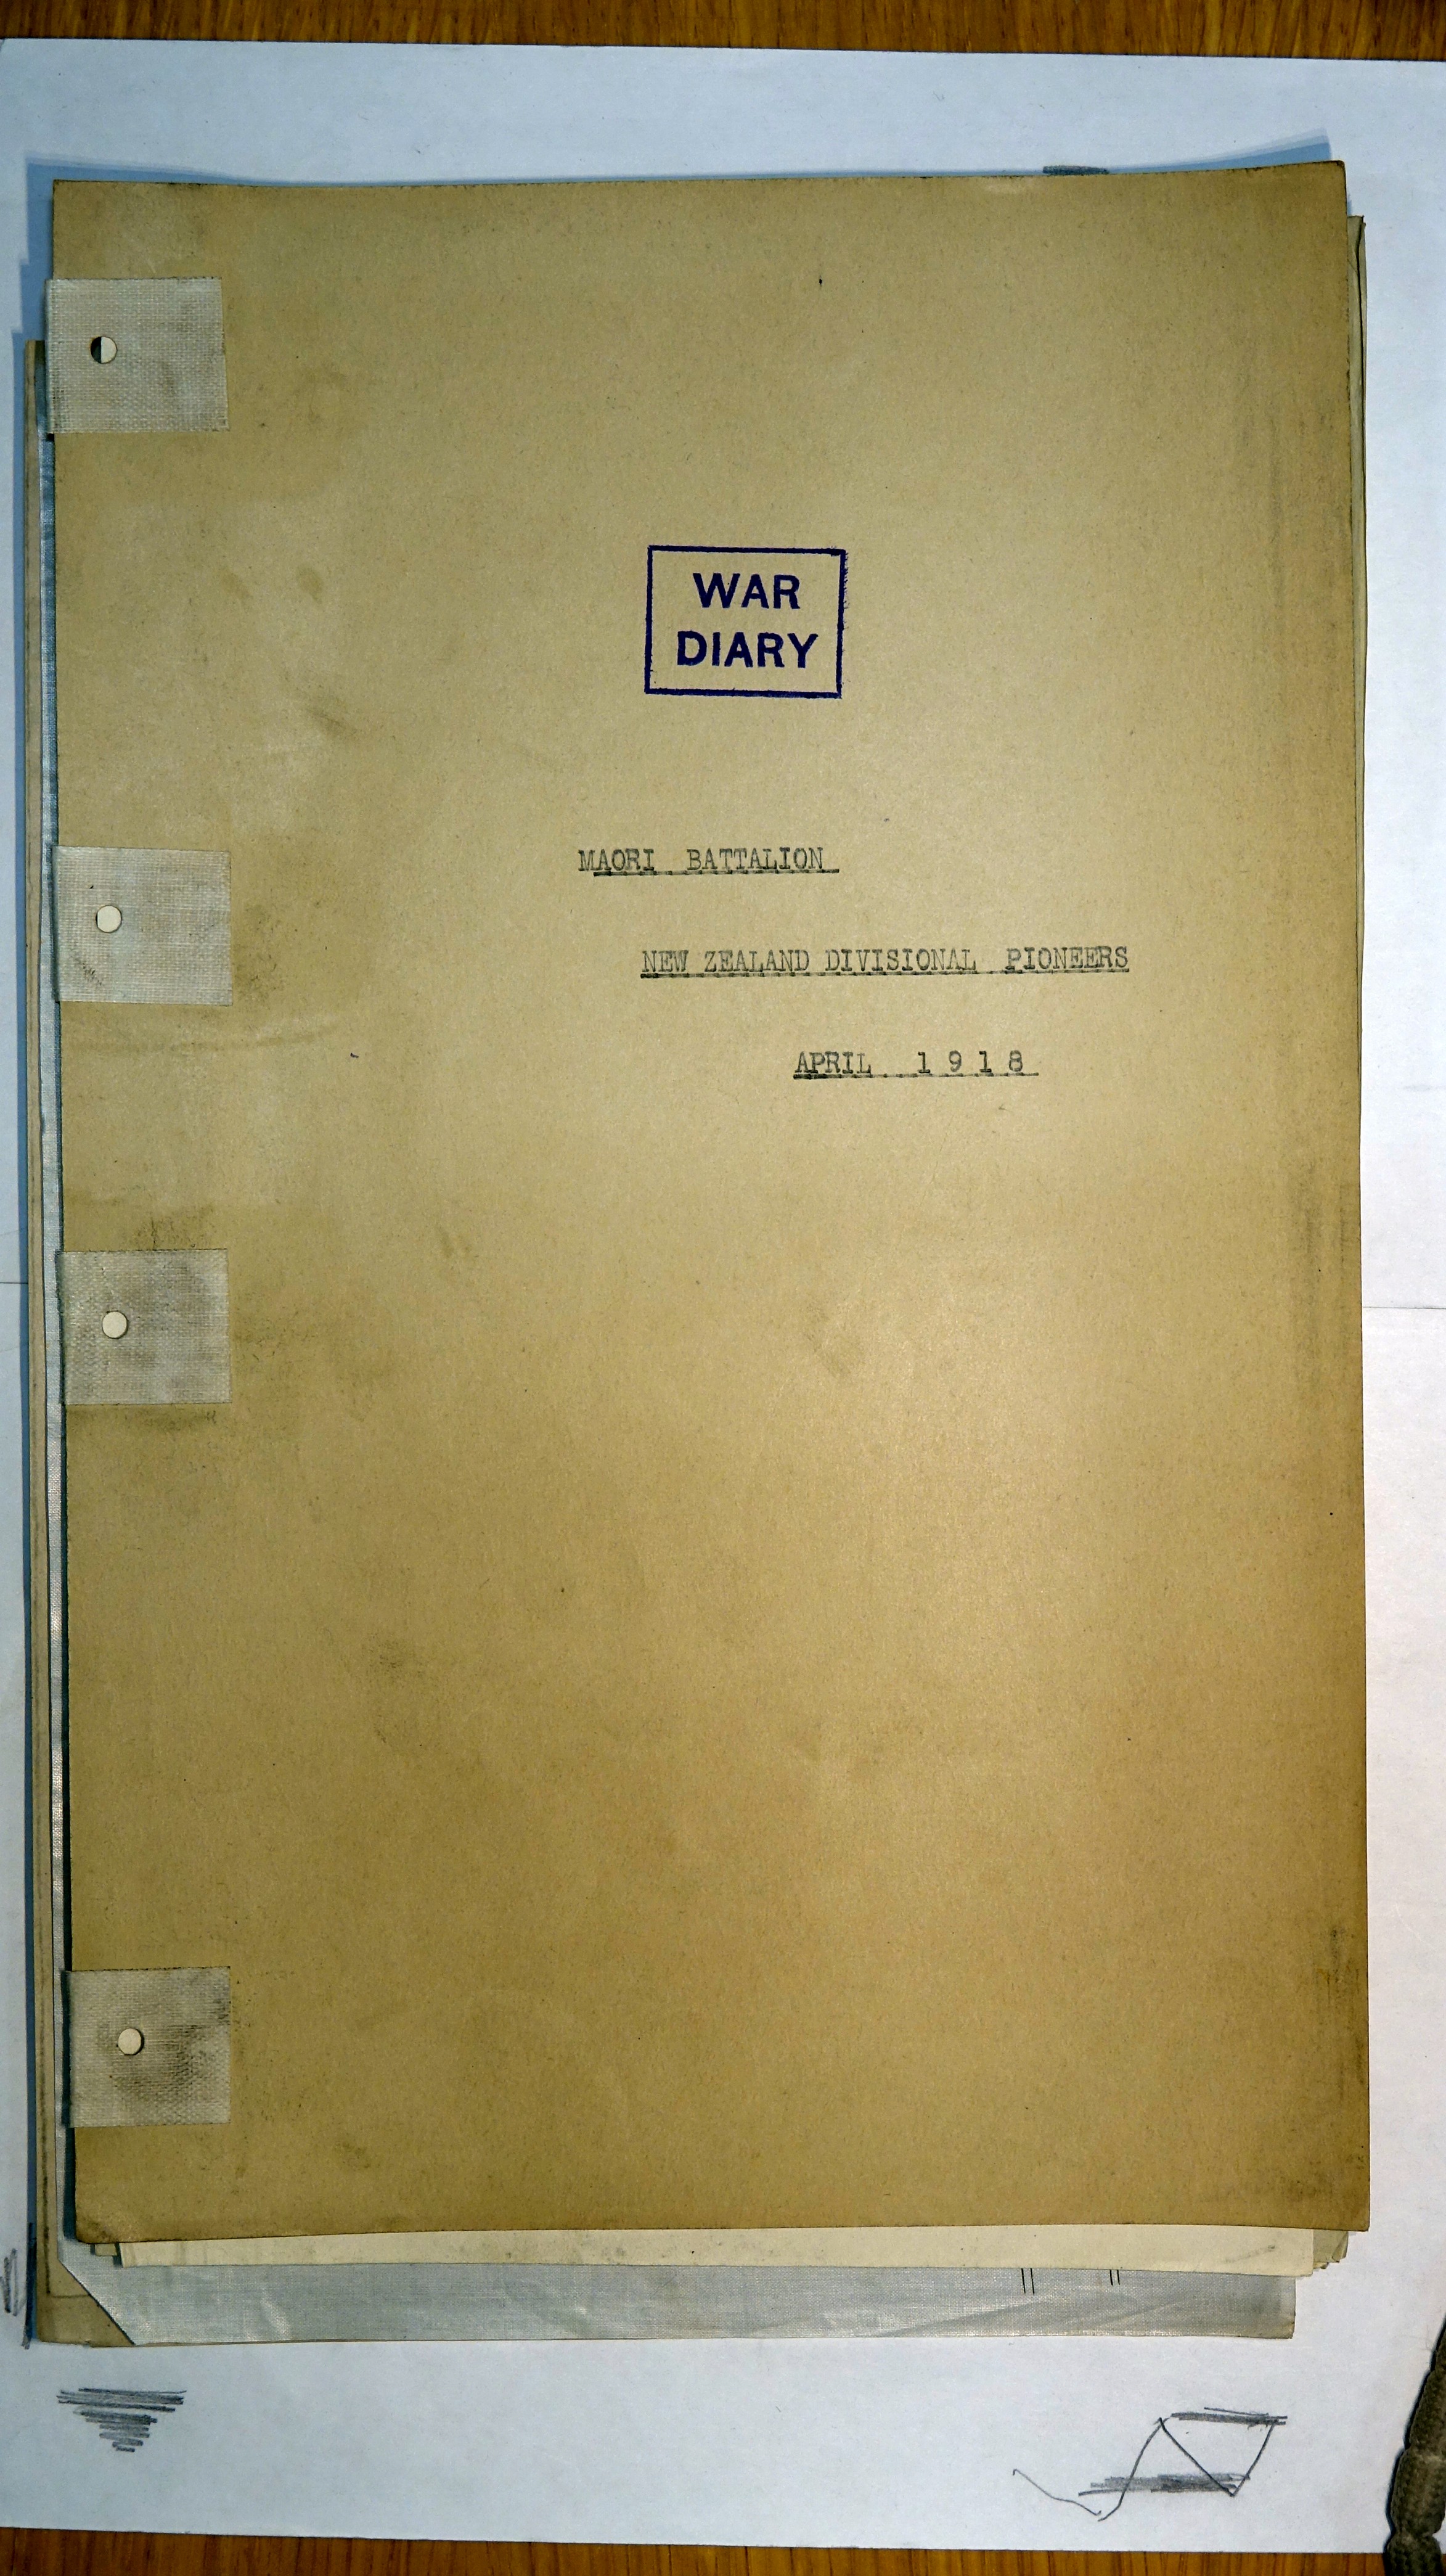 WAR
DIARY
MAORI BATTALION
NEW ZEALAND DIVISIONAL PIONEERS
APRIL 1918